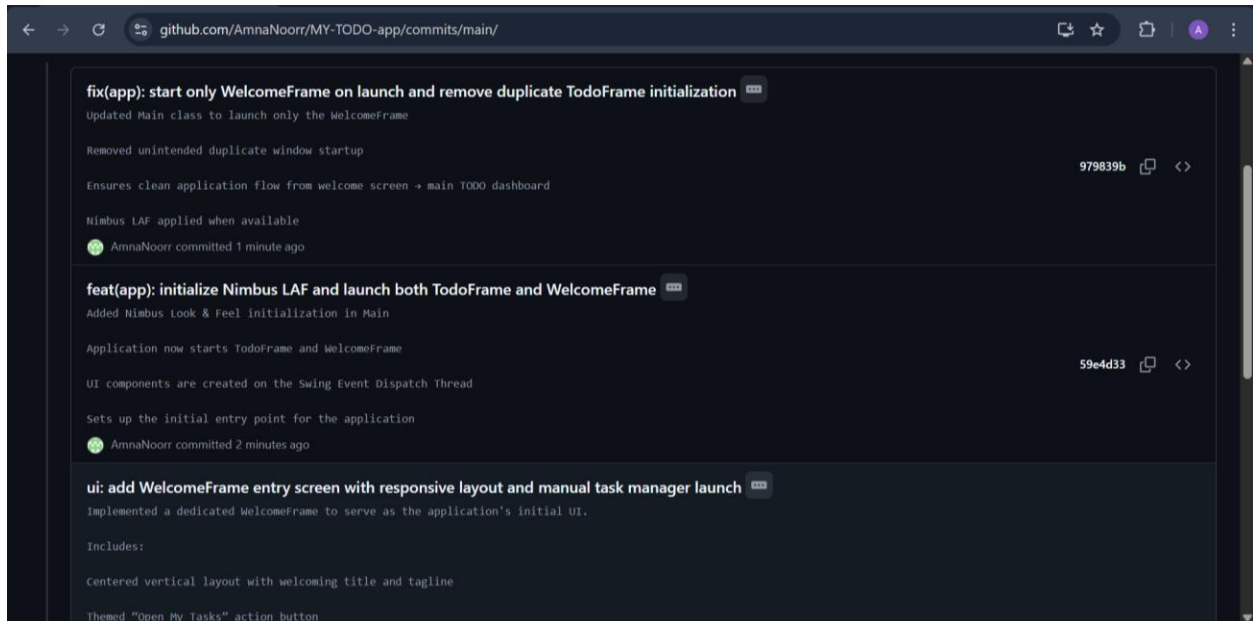 github.com/AmnaNoorr/MY-TODO-app/commits/main/
A
fix(app): start only WelcomeFrame on launch and remove duplicate TodoFrame initialization
Updated Main class to launch only the WelcomeFrame
Removed unintended duplicate window startup
979839b
Ensures clean application flow from welcome screen → main TODO dashboard
Nimbus LAF applied when available
AmnaNoorr committed 1 minute ago
feat(app): initialize Nimbus LAF and launch both TodoFrame and WelcomeFrame
Added Nimbus Look & Feel initialization in Main
Application now starts TodoFrame and WelcomeFrame
59e4d33
UI components are created on the Swing Event Dispatch Thread
Sets up the initial entry point for the application
AmnaNoorr committed 2 minutes ago
ui: add WelcomeFrame entry screen with responsive layout and manual task manager launch
Implemented a dedicated WelcomeFrame to serve as the application's initial UI.
Includes:
Centered vertical layout with welcoming title and tagline
Themed “Open My Tasks” action button